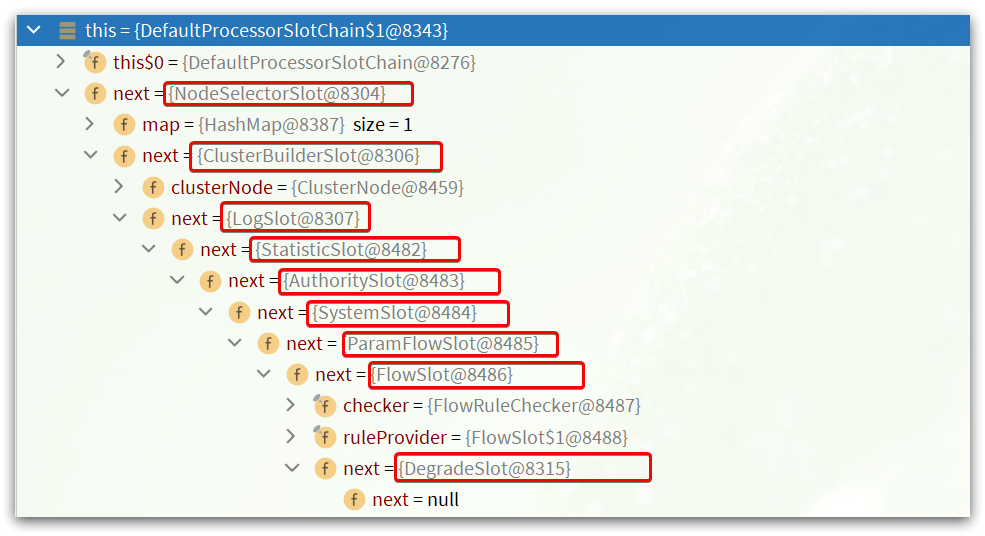 this = {DefaultProcessorSlotChain$1@8343}
f this$0 = {DefaultProcessorSlotChain@8276}
f next = {NodeSelectorSlot@8304}
f map = {HashMap@8387} size = 1
f next = {ClusterBuilderSlot@8306}
f clusterNode = {ClusterNode@8459}
f next = {LogSlot@8307}
f next = {StatisticSlot@8482}
f next = {AuthoritySlot@8483}
f next = {SystemSlot@8484}
f next = {ParamFlowSlot@8485}
f next = {FlowSlot@8486}
f checker = {FlowRuleChecker@8487}
f ruleProvider = {FlowSlot$1@8488}
f next = {DegradeSlot@8315}
f next = null